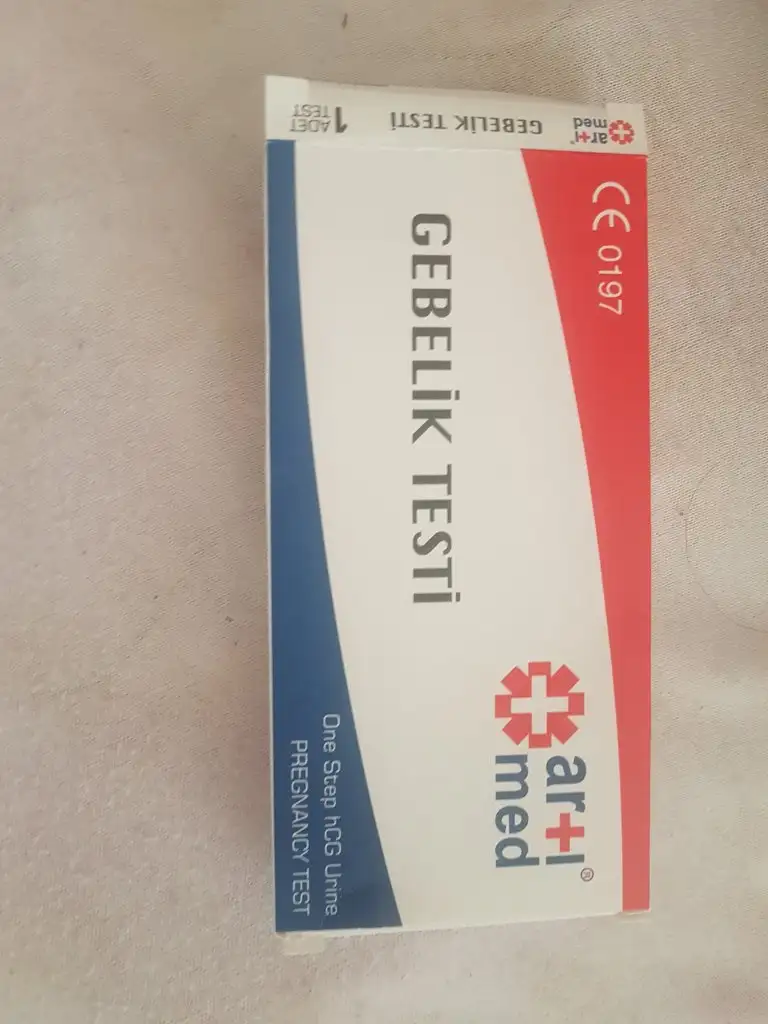 CE 0197
GEBELİK TESTİ
ar+ı®
med
One Step hCG Urine
PREGNANCY TEST
ar+ı
med
GEBELİK TESTİ
1 ADET
TEST